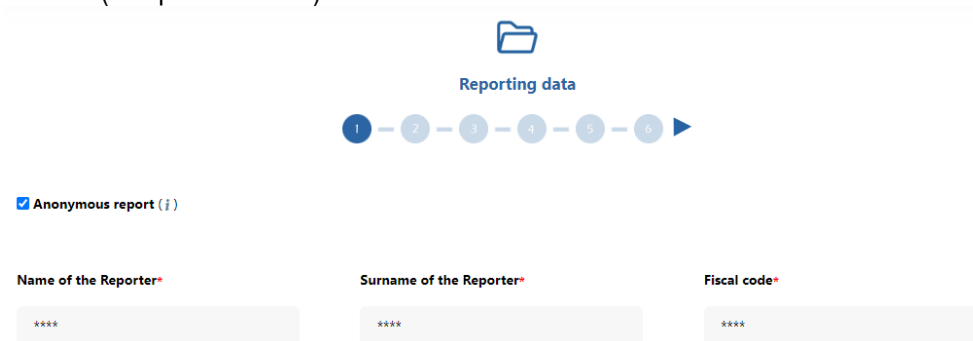 Reporting data
1 2 3 4 5 6
Anonymous report (i)
Name of the Reporter* Surname of the Reporter* Fiscal code*
**** **** ****